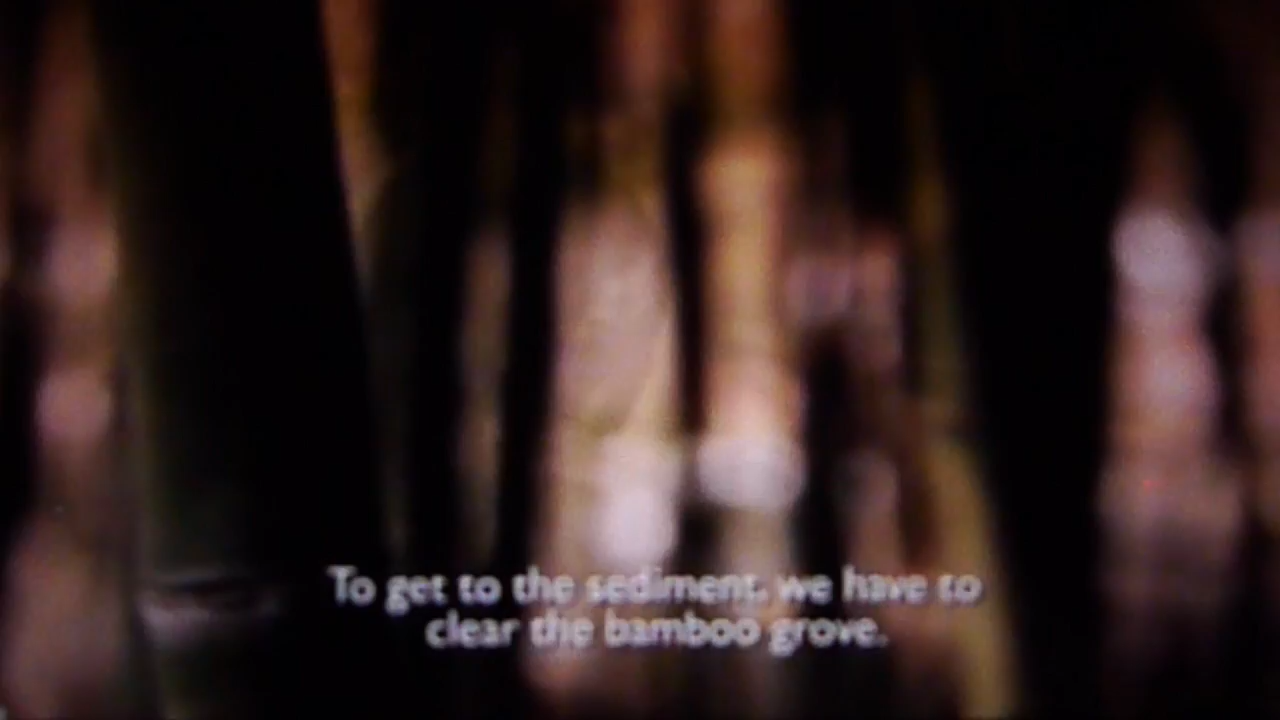 To get to the sediment, we have to
clear the bamboo grove.